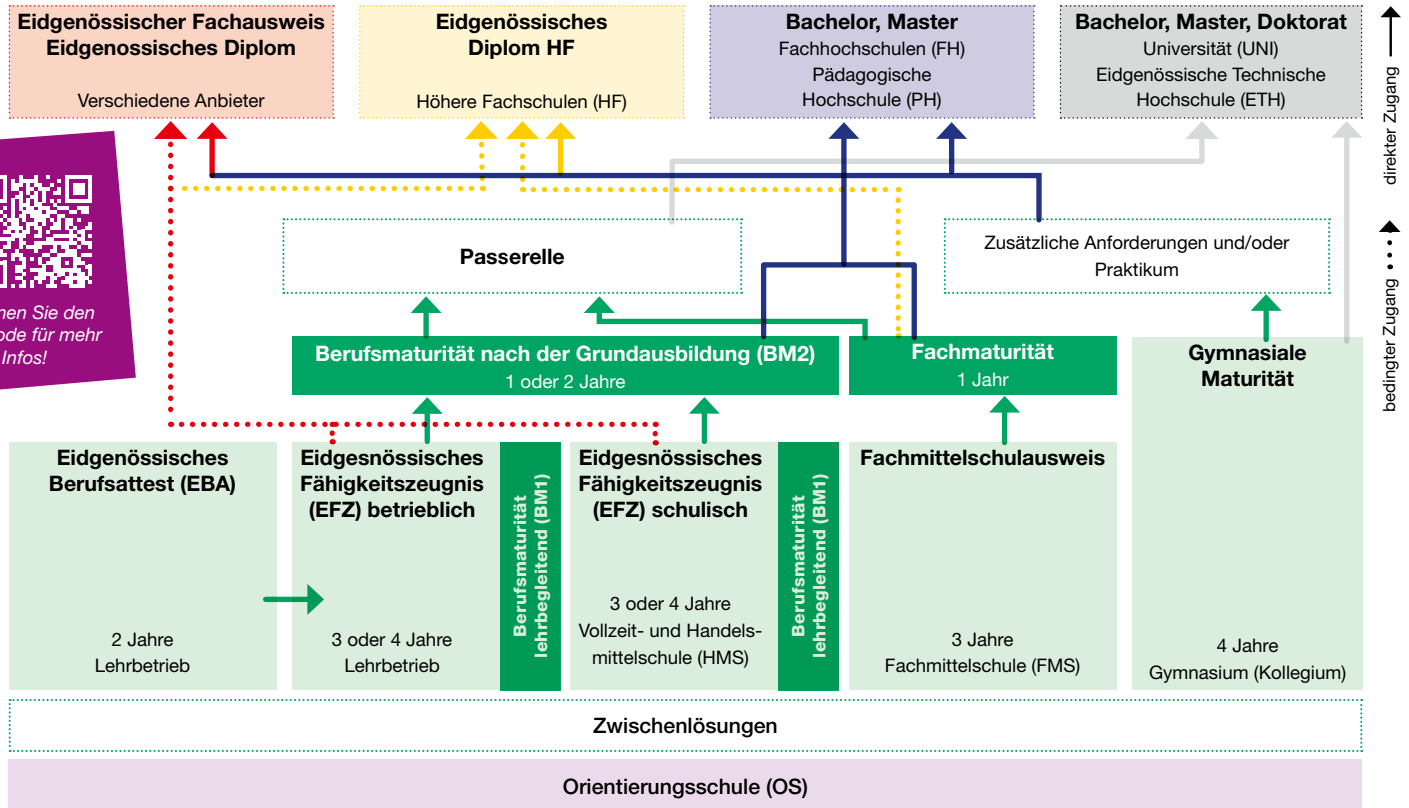 Eidgenössischer Fachausweis
Eidgenossisches Diplom
Verschiedene Anbieter
Eidgenössisches
Diplom HF
Höhere Fachschulen (HF)
Bachelor, Master
Fachhochschulen (FH)
Pädagogische
Hochschule (PH)
Bachelor, Master, Doktorat
Universität (UNI)
Eidgenössische Technische
Hochschule (ETH)
direkter Zugang
bedingter Zugang
Sie den
für mehr
Infos!
Passerelle
Zusätzliche Anforderungen und/oder
Praktikum
Berufsmaturität nach der Grundausbildung (BM2)
1 oder 2 Jahre
Fachmaturität
1 Jahr
Gymnasiale
Maturität
4 Jahre
Gymnasium (Kollegium)
Eidgenössisches
Berufsattest (EBA)
2 Jahre
Lehrbetrieb
Eidgesnössisches
Fähigkeitszeugnis
(EFZ) betrieblich
3 oder 4 Jahre
Lehrbetrieb
Berufsmaturität
lehrbegleitend (BM1)
Eidgesnössisches
Fähigkeitszeugnis
(EFZ) schulisch
3 oder 4 Jahre
Vollzeit- und Handels-
mittelschule (HMS)
Berufsmaturität
lehrbegleitend (BM1)
Fachmittelschulausweis
3 Jahre
Fachmittelschule (FMS)
Zwischenlösungen
Orientierungsschule (OS)